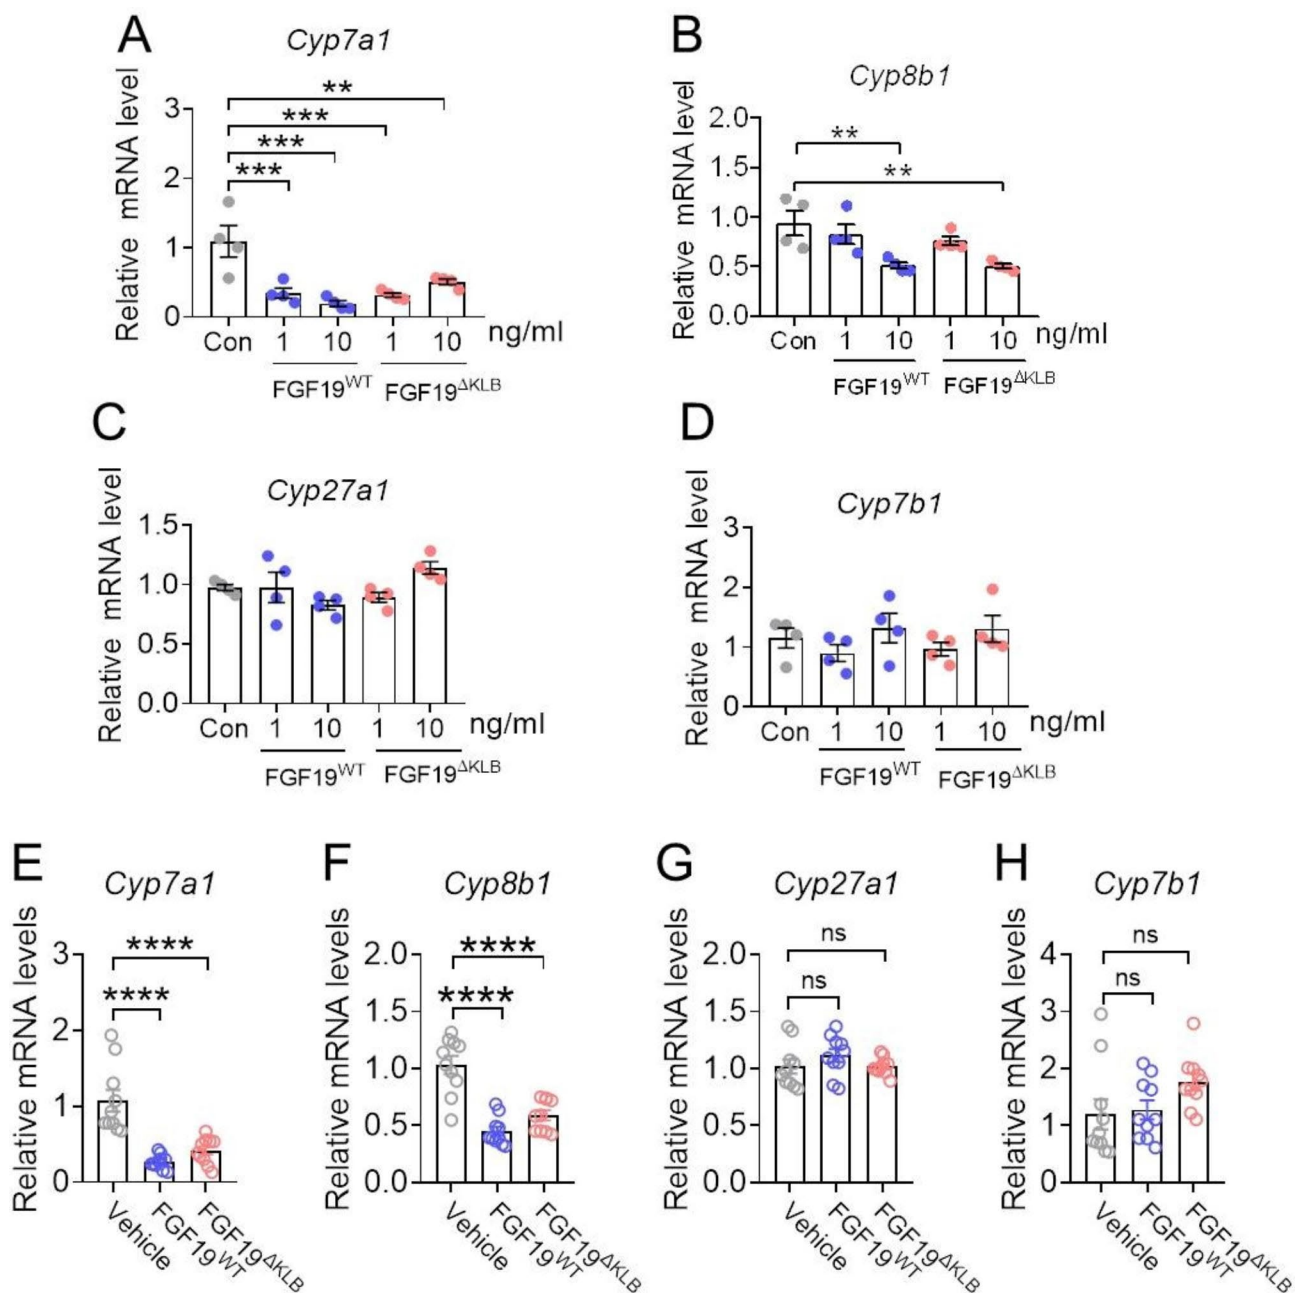 A
Cyp7a1
Relative mRNA level
3
2
1
0
**
***
***
***
Con
1
10
1
10
ng/ml
FGF19WT
FGF19ΔKLB
B
Cyp8b1
Relative mRNA level
2.0
1.5
1.0
0.5
0.0
**
**
Con
1
10
1
10
ng/ml
FGF19WT
FGF19ΔKLB
C
Cyp27a1
Relative mRNA level
1.5
1.0
0.5
0.0
Con
1
10
1
10
ng/ml
FGF19WT
FGF19ΔKLB
D
Cyp7b1
Relative mRNA level
3
2
1
0
Con
1
10
1
10
ng/ml
FGF19WT
FGF19ΔKLB
E
Cyp7a1
Relative mRNA levels
3
2
1
0
****
****
Vehicle
FGF19WT
FGF19ΔKLB
F
Cyp8b1
Relative mRNA levels
2.0
1.5
1.0
0.5
0.0
****
****
Vehicle
FGF19WT
FGF19ΔKLB
G
Cyp27a1
Relative mRNA levels
2.0
1.5
1.0
0.5
0.0
ns
ns
Vehicle
FGF19WT
FGF19ΔKLB
H
Cyp7b1
Relative mRNA levels
4
3
2
1
0
ns
ns
Vehicle
FGF19WT
FGF19ΔKLB